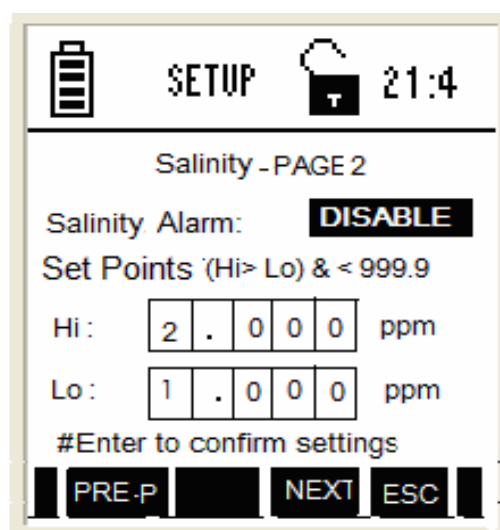 SETUP T 21:4
Salinity - PAGE 2
Salinity Alarm: DISABLE
Set Points (Hi> Lo) & < 999.9
Hi : 2 . 0 0 0 ppm
Lo : 1 . 0 0 0 ppm
#Enter to confirm settings
PRE-P NEXT ESC